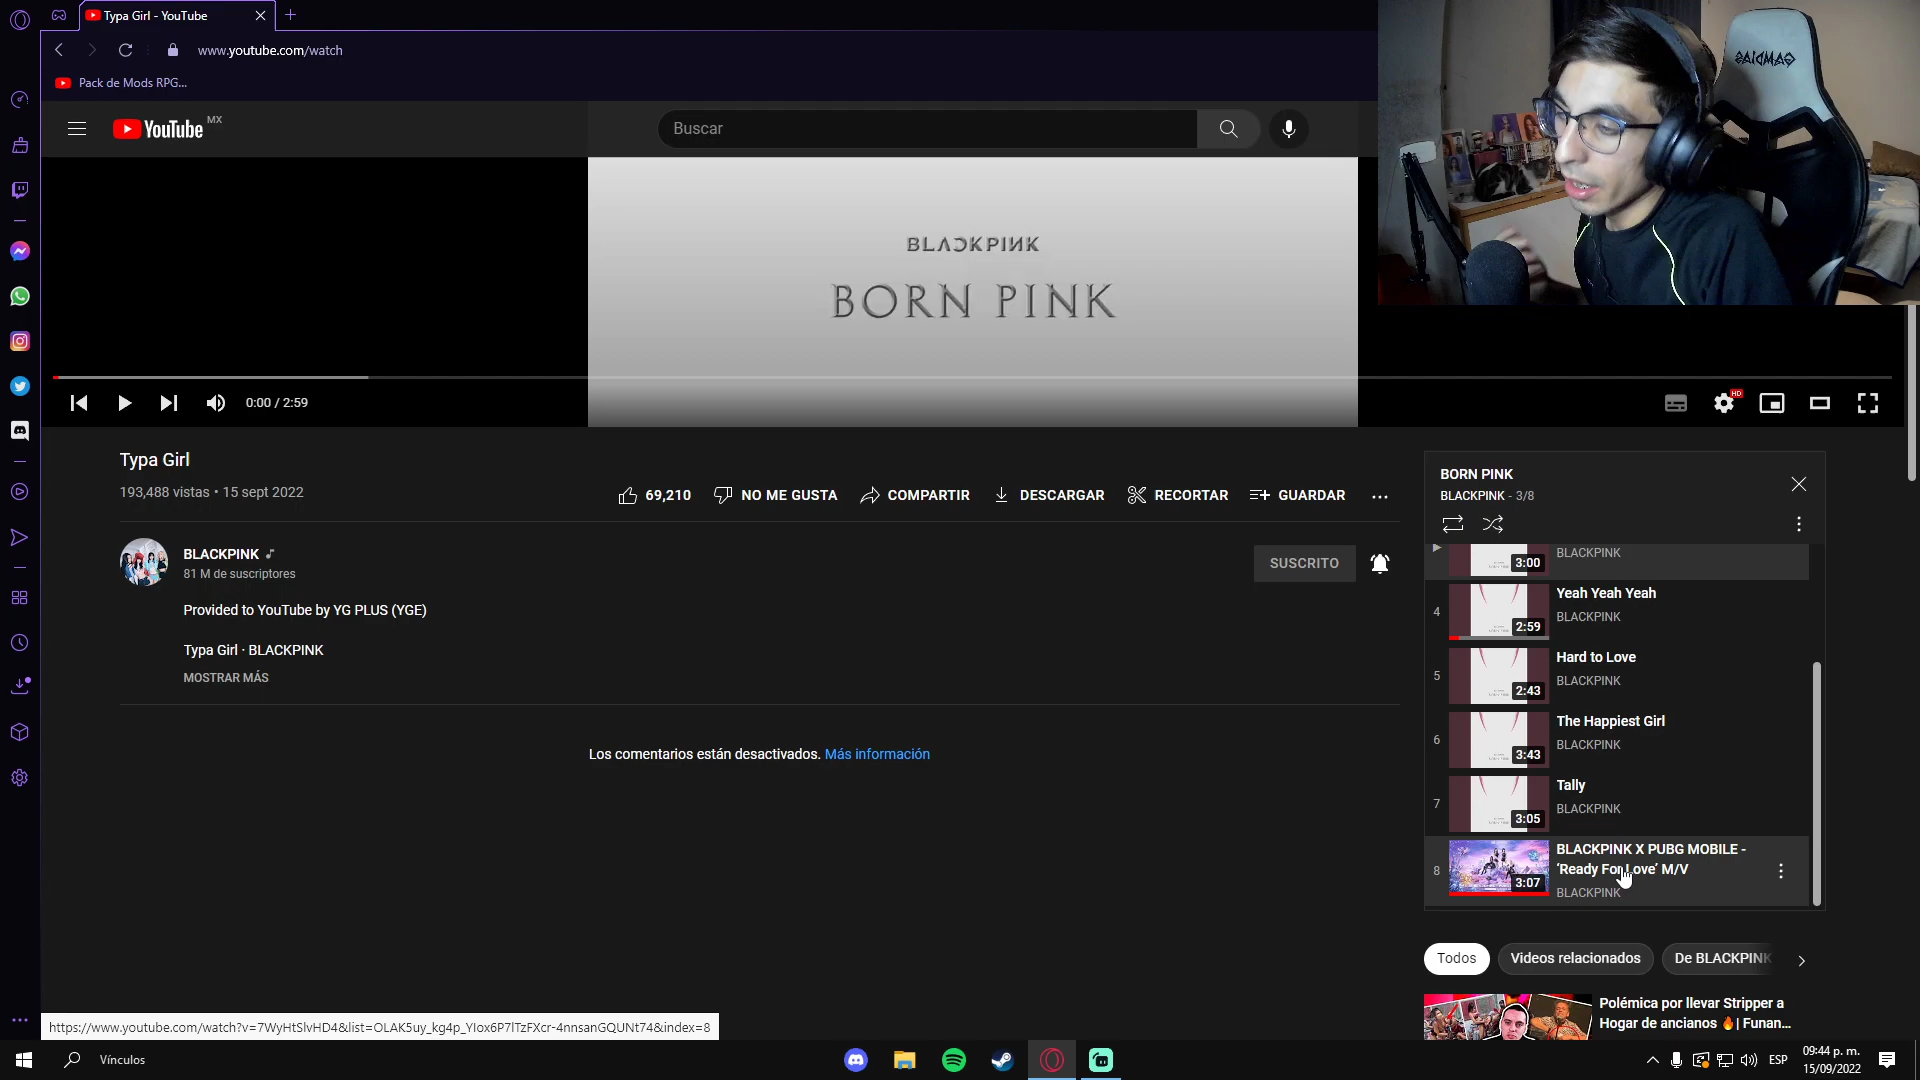 Typa Girl - YouTube
www.youtube.com/watch
Pack de Mods RPG...
YouTube MX
Buscar
BLACKPINK
BORN PINK
0:00 / 2:59
HD
Typa Girl
193,488 vistas • 15 sept 2022
69,210
NO ME GUSTA
COMPARTIR
DESCARGAR
RECORTAR
GUARDAR
BLACKPINK
81 M de suscriptores
SUSCRITO
Provided to YouTube by YG PLUS (YGE)
Typa Girl · BLACKPINK
MOSTRAR MÁS
Los comentarios están desactivados. Más información
BORN PINK
BLACKPINK - 3/8
3:00
BLACKPINK
4
2:59
Yeah Yeah Yeah
BLACKPINK
5
2:43
Hard to Love
BLACKPINK
6
3:43
The Happiest Girl
BLACKPINK
7
3:05
Tally
BLACKPINK
8
3:07
BLACKPINK X PUBG MOBILE -
‘Ready For Love’ M/V
BLACKPINK
Todos
Videos relacionados
De BLACKPINK
Polémica por llevar Stripper a
Hogar de ancianos 🔥| Funan...
https://www.youtube.com/watch?v=7WyHtSlvHD4&list=OLAK5uy_kg4p_YIox6P7lTzFXcr-4nnsanGQUNt74&index=8
Vínculos
ESP
09:44 p. m.
15/09/2022